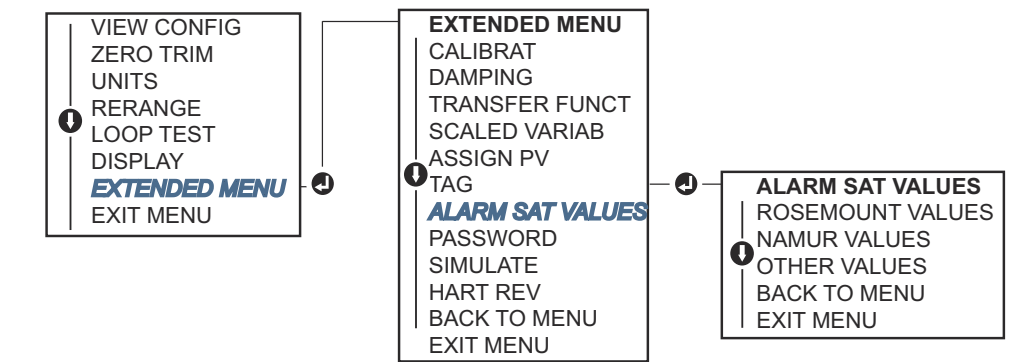 VIEW CONFIG
ZERO TRIM
UNITS
RERANGE
LOOP TEST
DISPLAY
EXTENDED MENU
EXIT MENU
EXTENDED MENU
CALIBRAT
DAMPING
TRANSFER FUNCT
SCALED VARIAB
ASSIGN PV
TAG
ALARM SAT VALUES
PASSWORD
SIMULATE
HART REV
BACK TO MENU
EXIT MENU
ALARM SAT VALUES
ROSEMOUNT VALUES
NAMUR VALUES
OTHER VALUES
BACK TO MENU
EXIT MENU